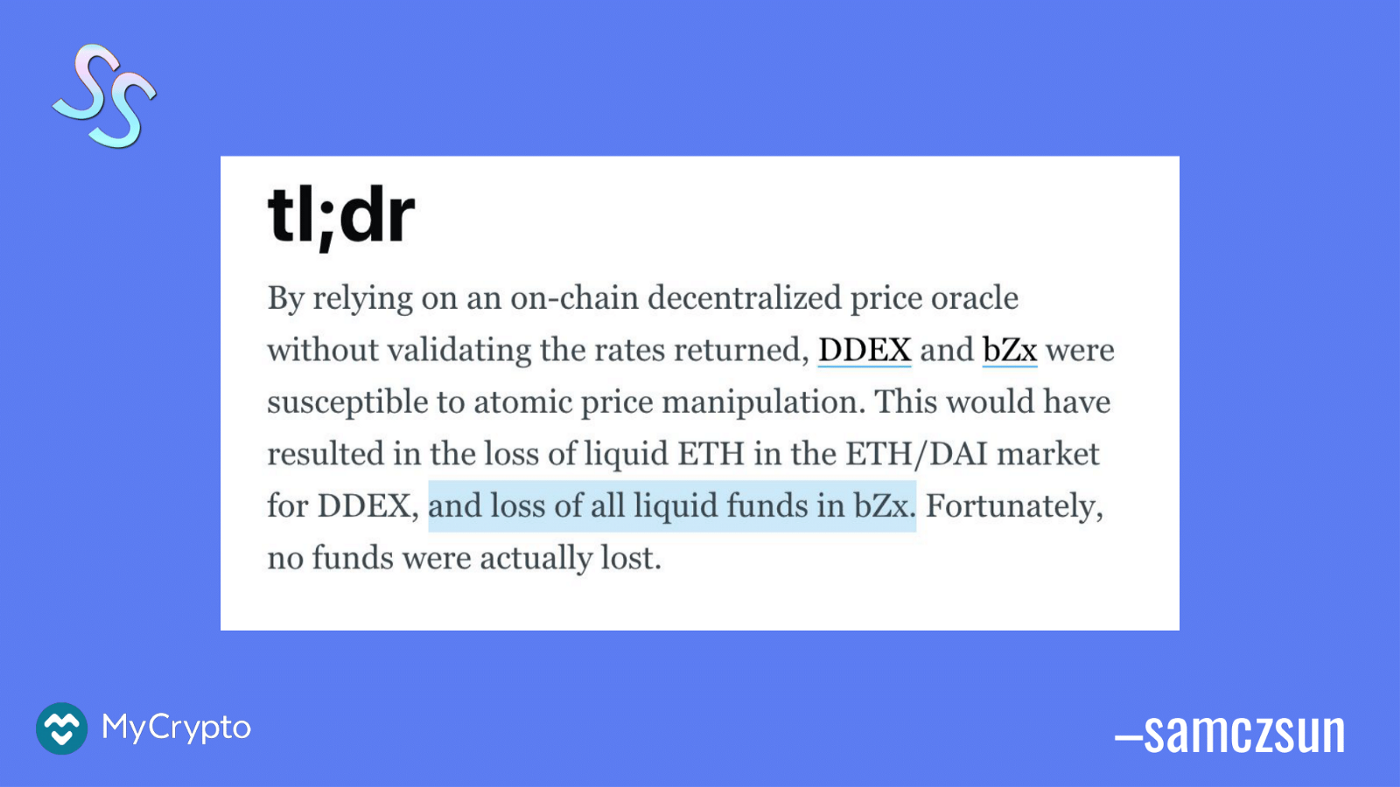 SS
tl;dr
By relying on an on-chain decentralized price oracle
without validating the rates returned, DDEX and bZx were
susceptible to atomic price manipulation. This would have
resulted in the loss of liquid ETH in the ETH/DAI market
for DDEX, and loss of all liquid funds in bZx. Fortunately,
no funds were actually lost.
MyCrypto
–samczsun